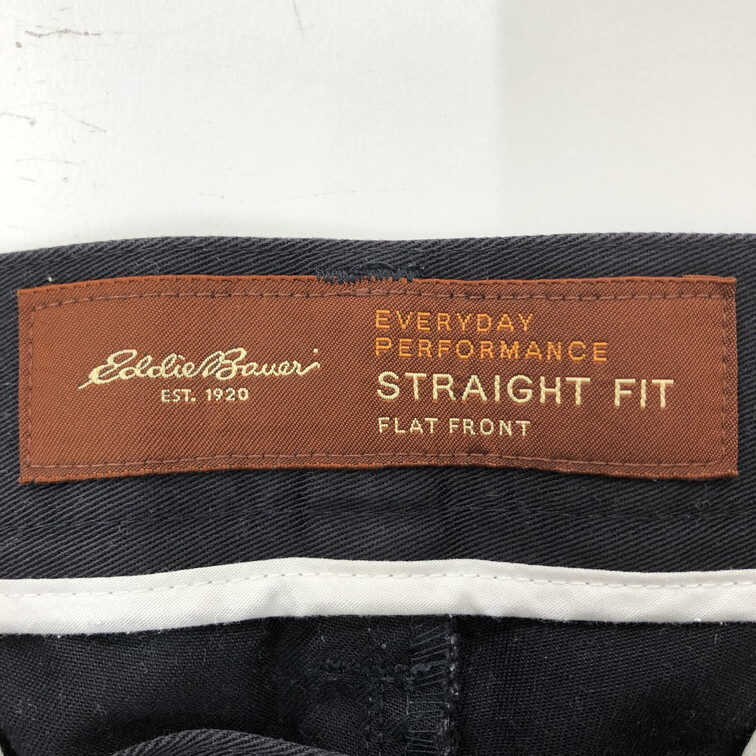 Eddie Bauer
EST. 1920
EVERYDAY
PERFORMANCE
STRAIGHT FIT
FLAT FRONT